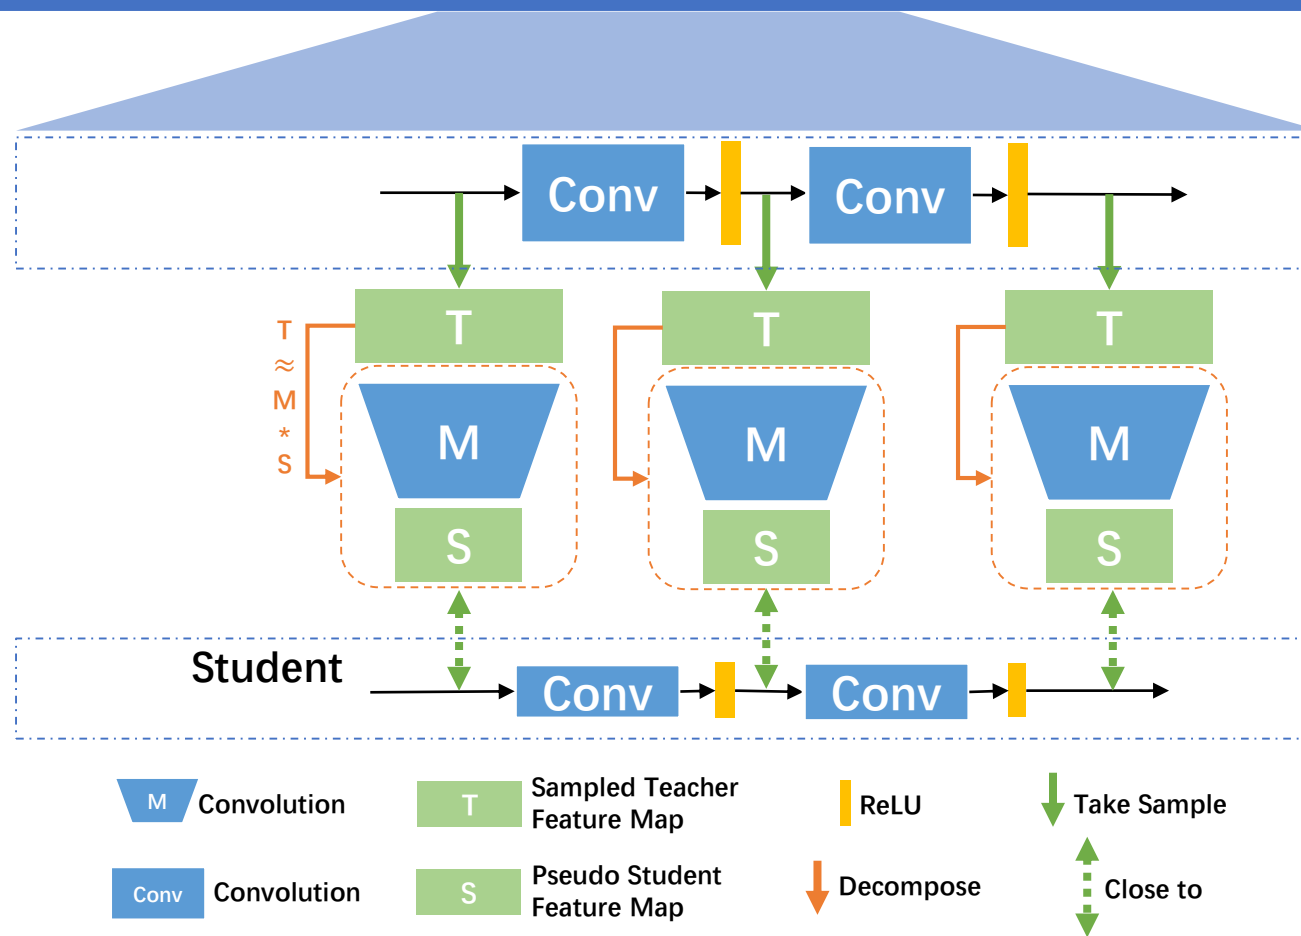 Conv
Conv
T
T
T
T
≈
M
*
S
M
M
M
S
S
S
Student
Conv
Conv
M
Convolution
T
Sampled Teacher
Feature Map
ReLU
Take Sample
Conv
Convolution
S
Pseudo Student
Feature Map
Decompose
Close to